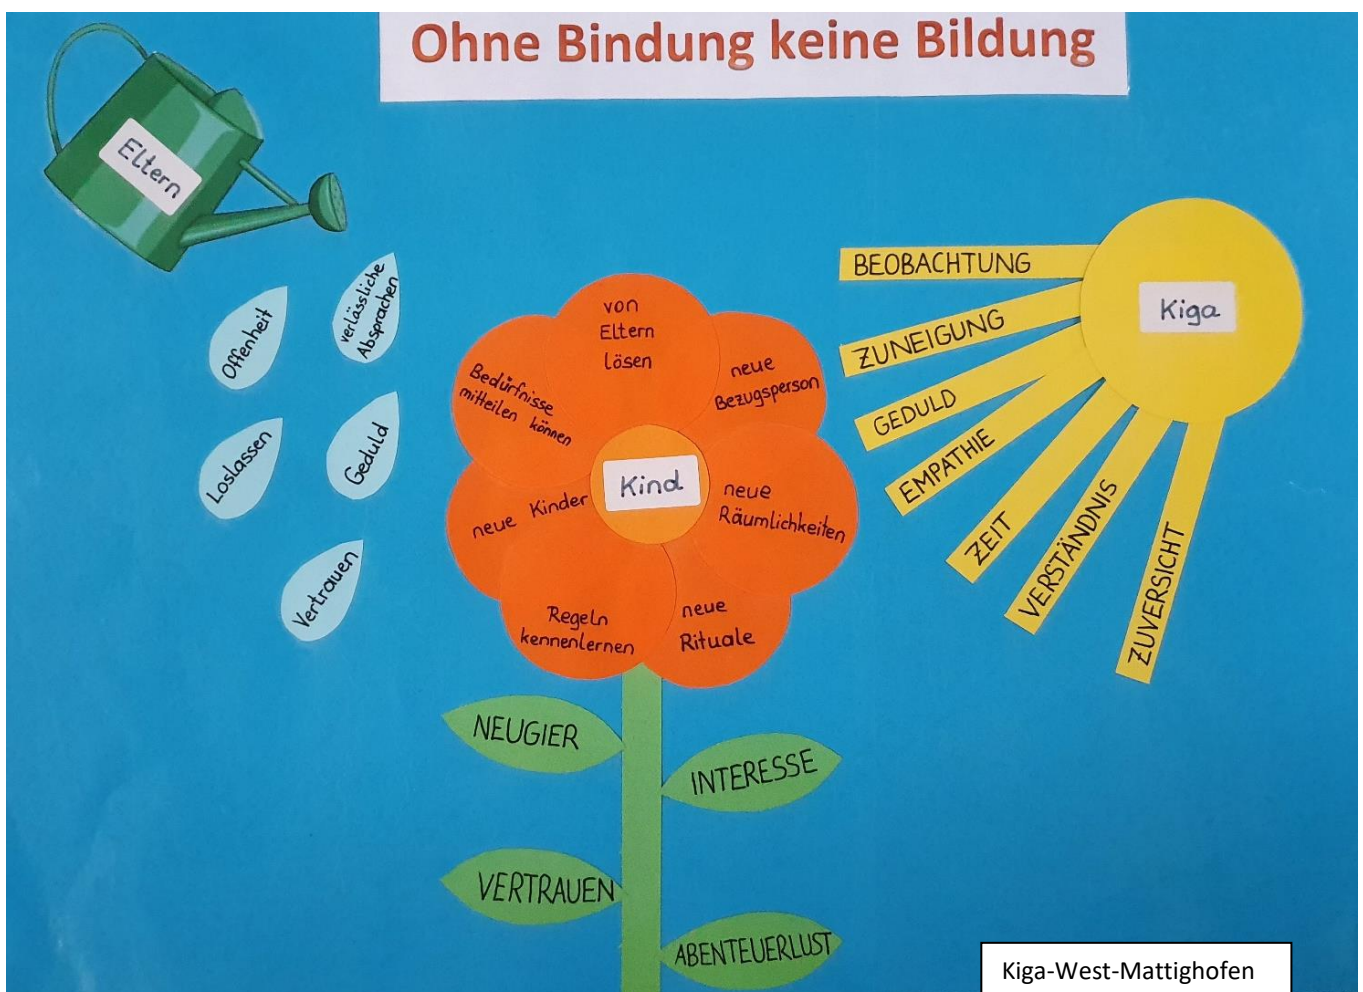 Ohne Bindung keine Bildung
Eltern
Offenheit
verlässliche
Absprachen
Loslassen
Geduld
Vertrauen
von
Eltern
lösen
neue
Bezugsperson
neue
Räumlichkeiten
neue
Rituale
Regeln
kennenlernen
neue Kinder
Bedürfnisse
mitteilen können
Kind
Kiga
BEOBACHTUNG
ZUNEIGUNG
GEDULD
EMPATHIE
ZEIT
VERSTÄNDNIS
ZUVERSICHT
NEUGIER
INTERESSE
VERTRAUEN
ABENTEUERLUST
Kiga-West-Mattighofen